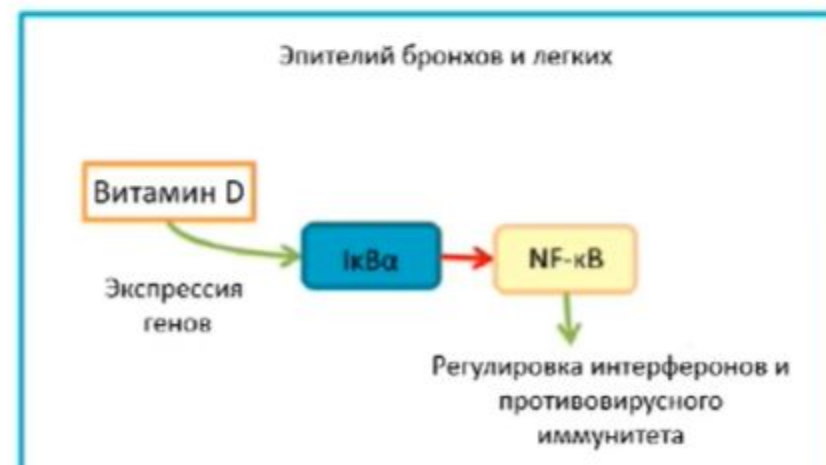 Эпителий бронхов и легких
Витамин D
IκBα
NF-κB
Экспрессия
генов
Регулировка интерферонов и
противовирусного
иммунитета